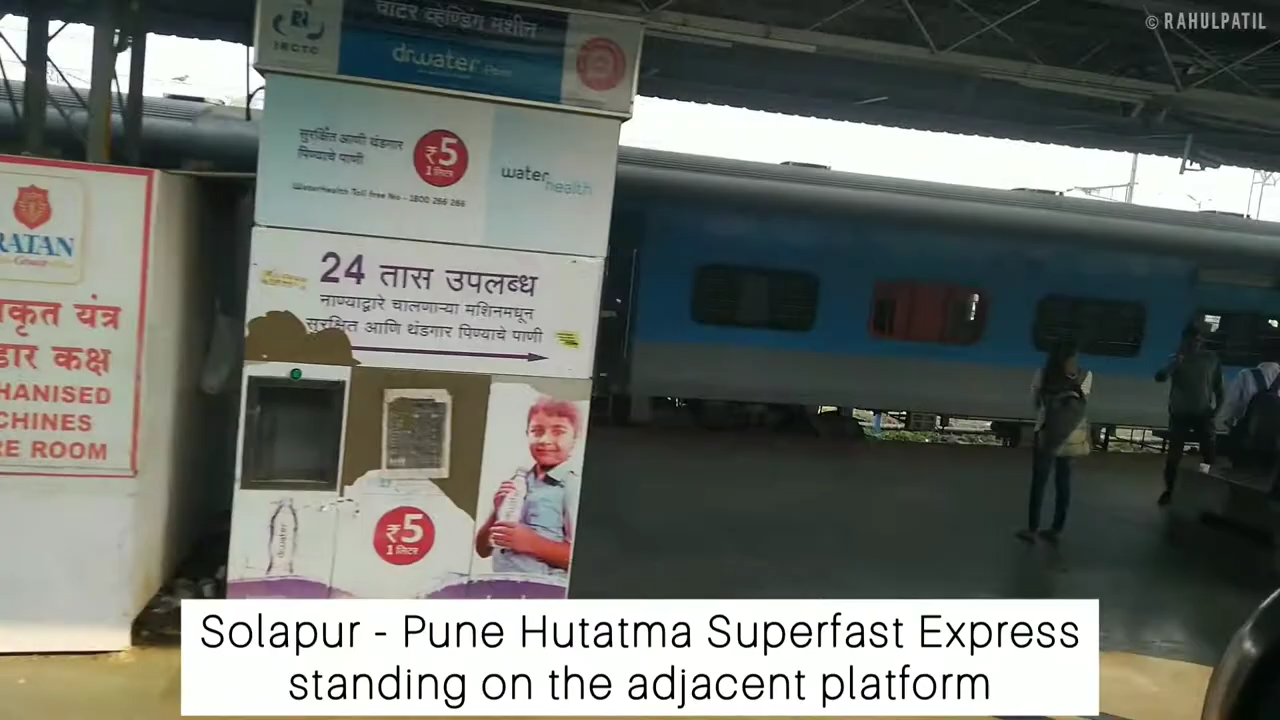 © RAHULPATIL
IRCTC
वाटर व्हेण्डिंग मशीन
drwater
सुरक्षित आणी थंडगार
पिण्याचे पाणी
₹5
1 लिटर
water
health
WaterHealth Toll free No - 1800 266 266
RATAN
24 तास उपलब्ध
नाण्याद्वारे चालणाऱ्या मशिनमधून
सुरक्षित आणि थंडगार पिण्याचे पाणी
कृत यंत्र
डार कक्ष
HANISED
CHINES
RE ROOM
drwater
₹5
1 लिटर
Solapur - Pune Hutatma Superfast Express
standing on the adjacent platform